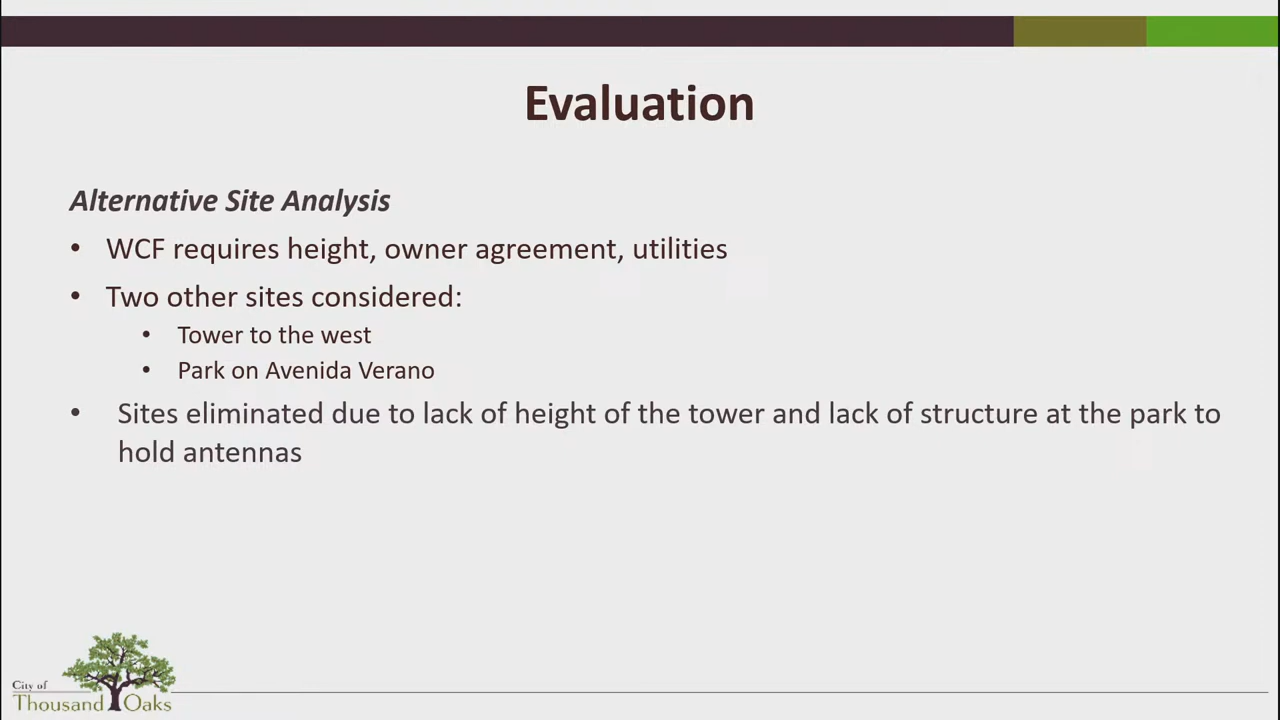 Evaluation
Alternative Site Analysis
• WCF requires height, owner agreement, utilities
• Two other sites considered:
• Tower to the west
• Park on Avenida Verano
• Sites eliminated due to lack of height of the tower and lack of structure at the park to
hold antennas
City of
Thousand Oaks